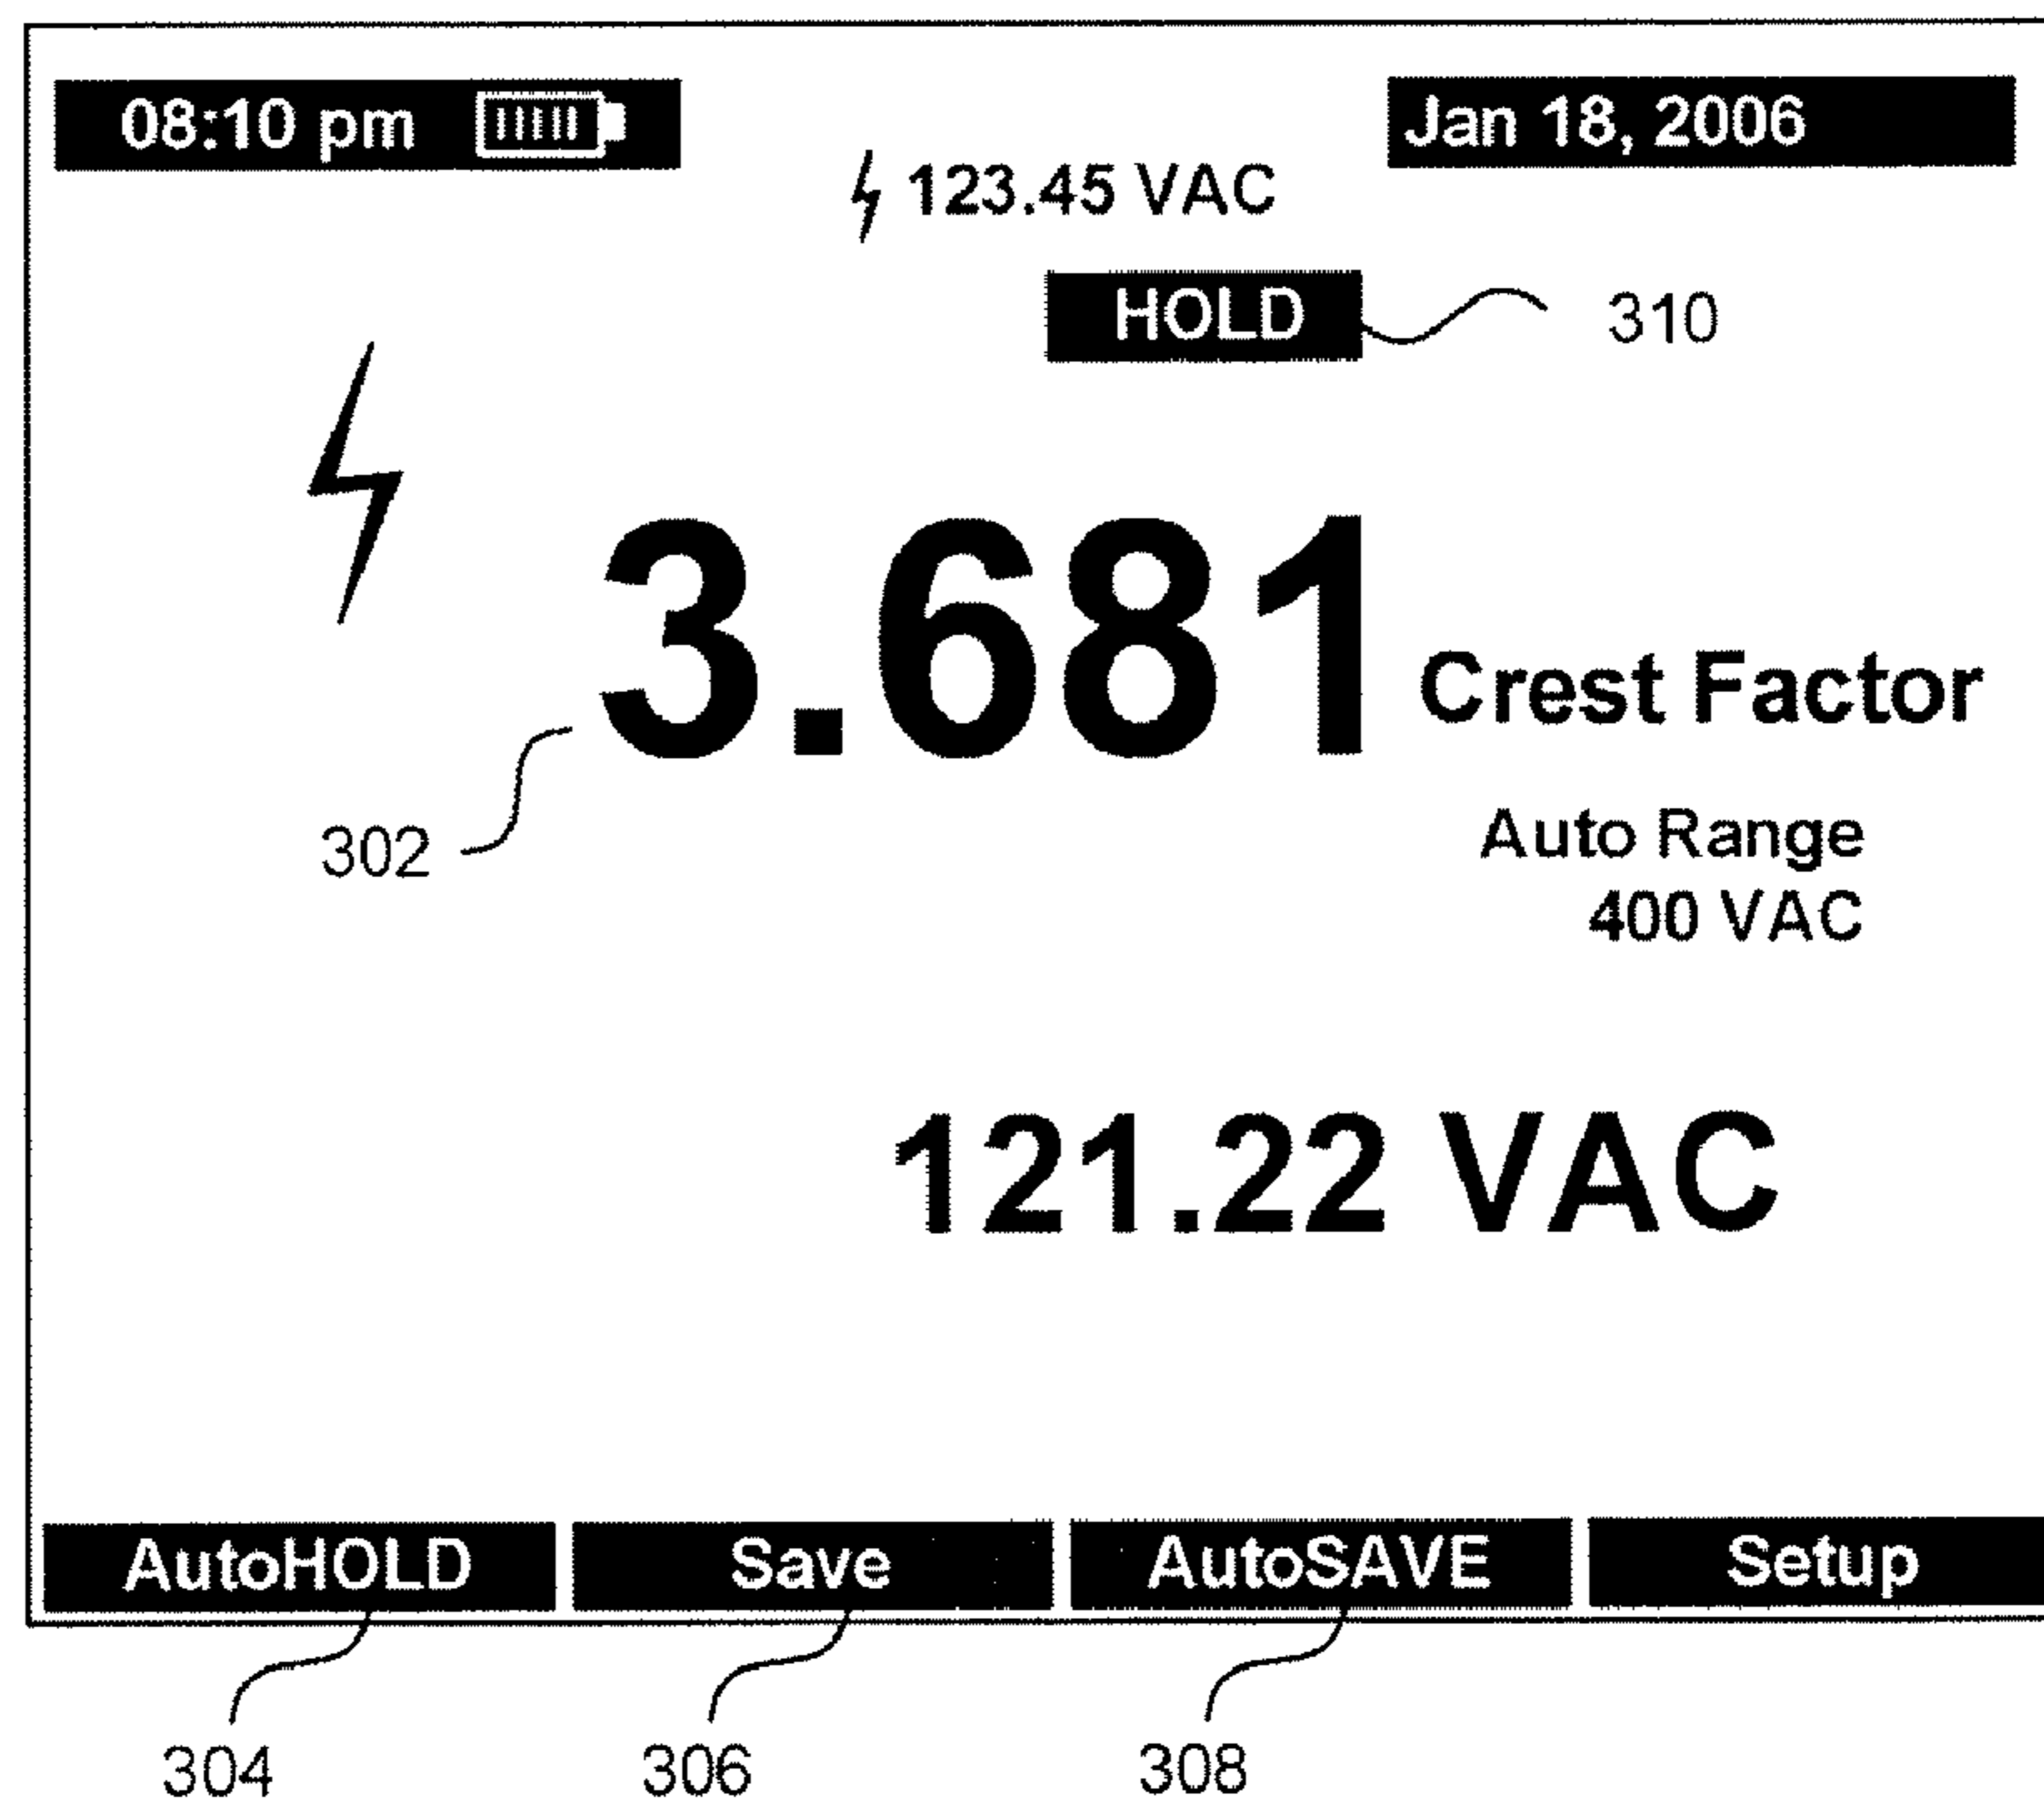 08:10 pm
Jan 18, 2006
123.45 VAC
HOLD
310
3.681 Crest Factor
302
Auto Range
400 VAC
121.22 VAC
AutoHOLD Save AutoSAVE Setup
304 306 308